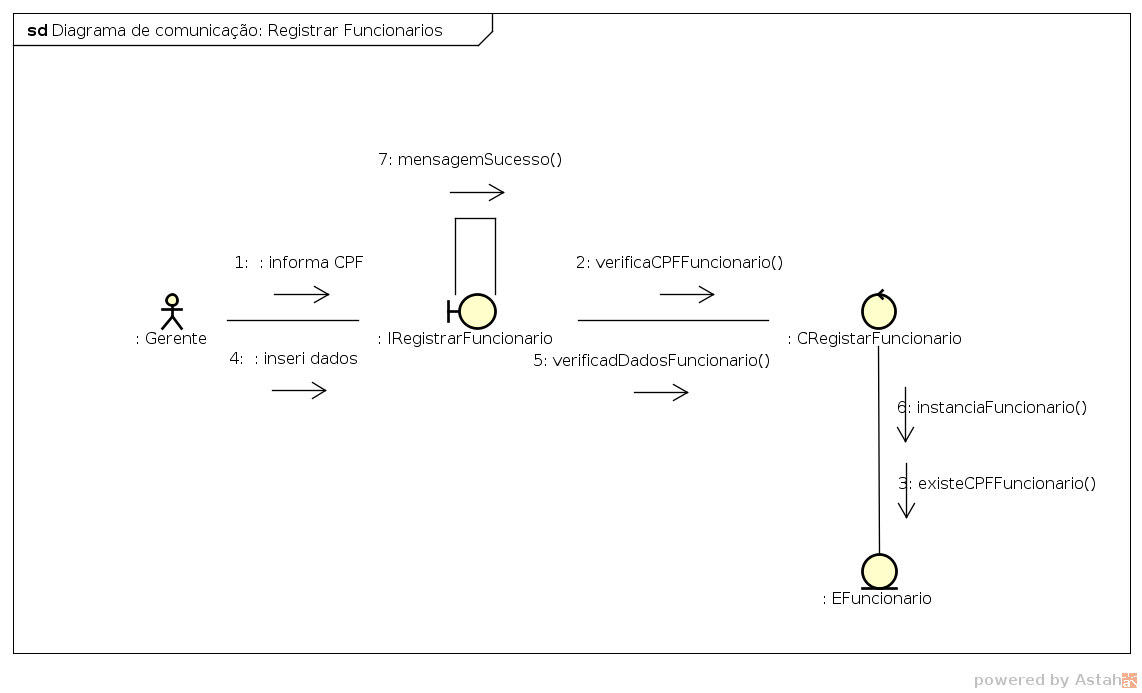 sd Diagrama de comunicação: Registrar Funcionarios
7: mensagemSucesso()
1:  : informa CPF
2: verificaCPFFuncionario()
: Gerente
: IRegistrarFuncionario
: CRegistarFuncionario
4:  : inseri dados
5: verificadDadosFuncionario()
6: instanciaFuncionario()
3: existeCPFFuncionario()
: EFuncionario
powered by Astah